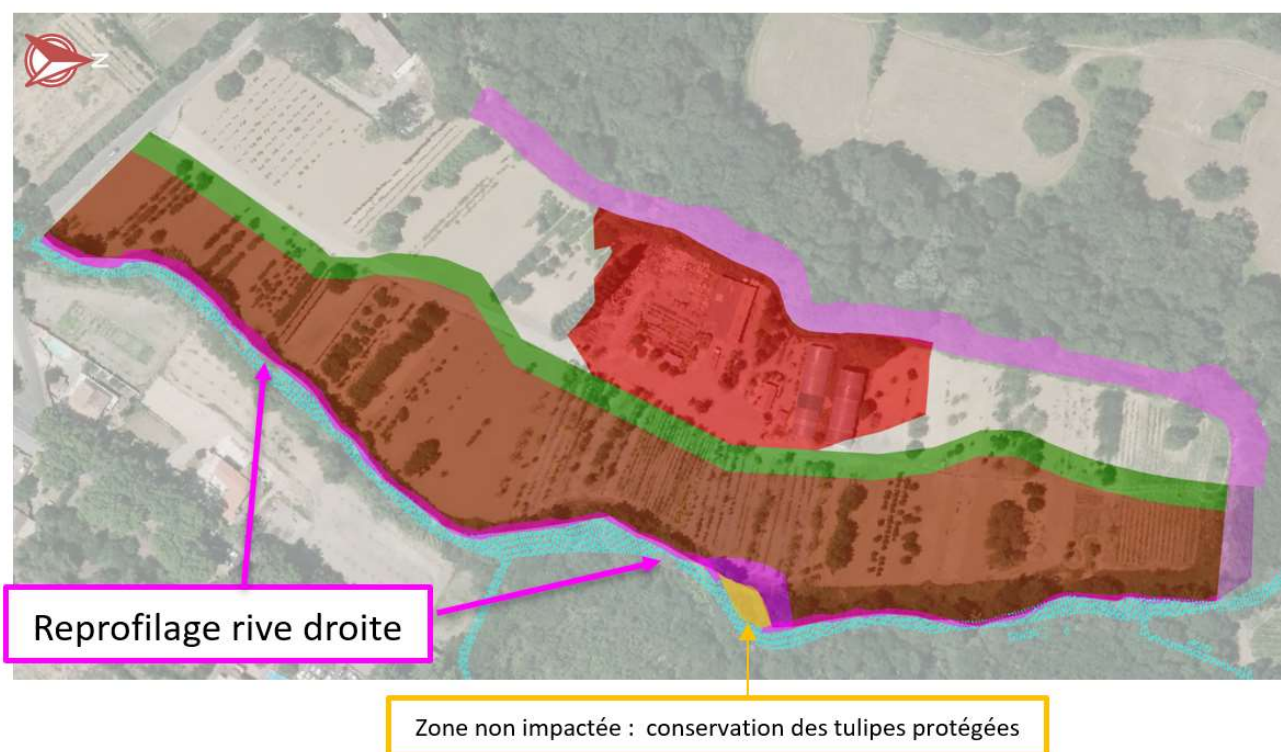 N
Reprofilage rive droite
Zone non impactée : conservation des tulipes protégées